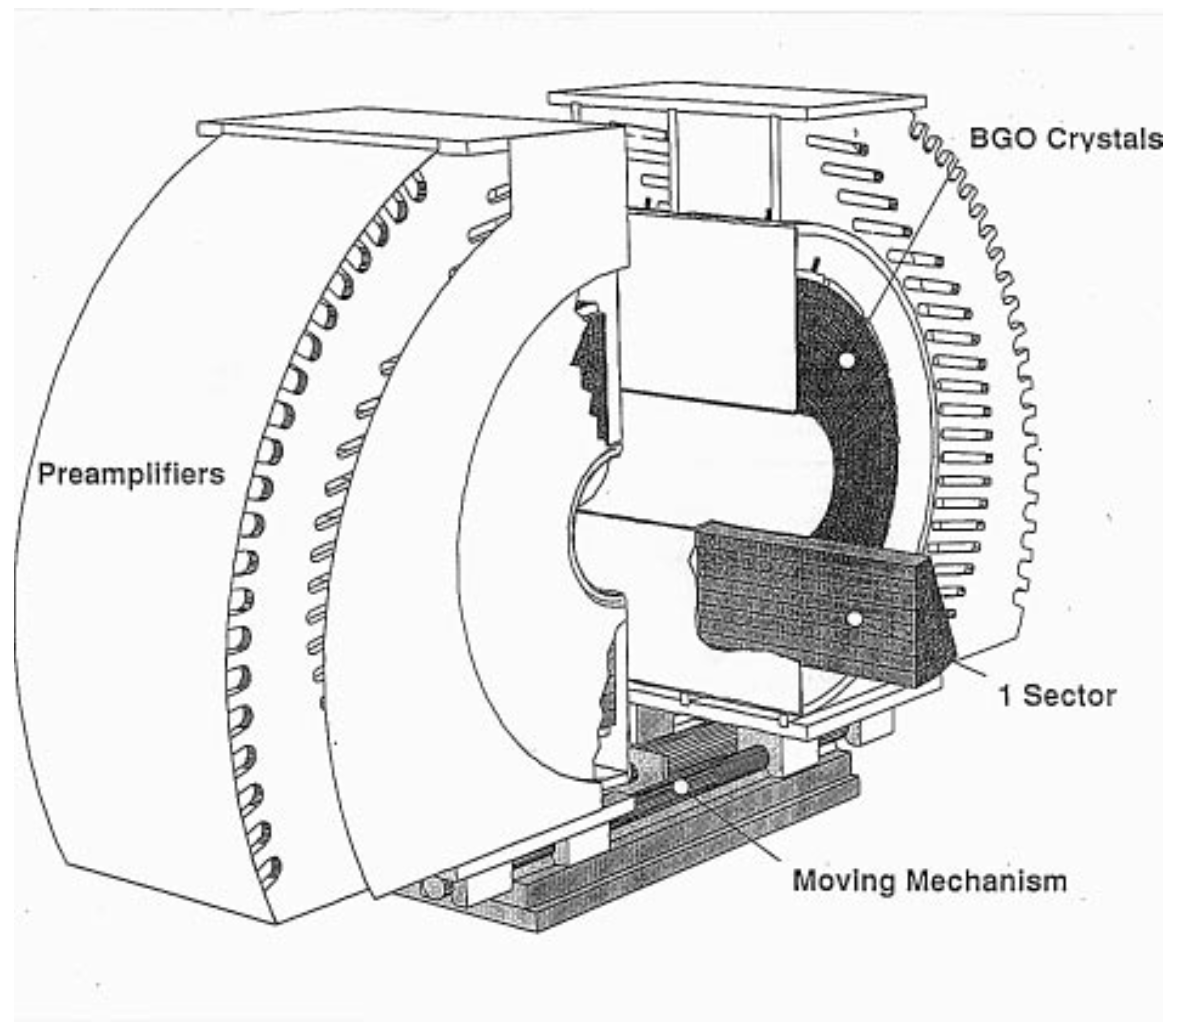 BGO Crystals
Preamplifiers
1 Sector
Moving Mechanism